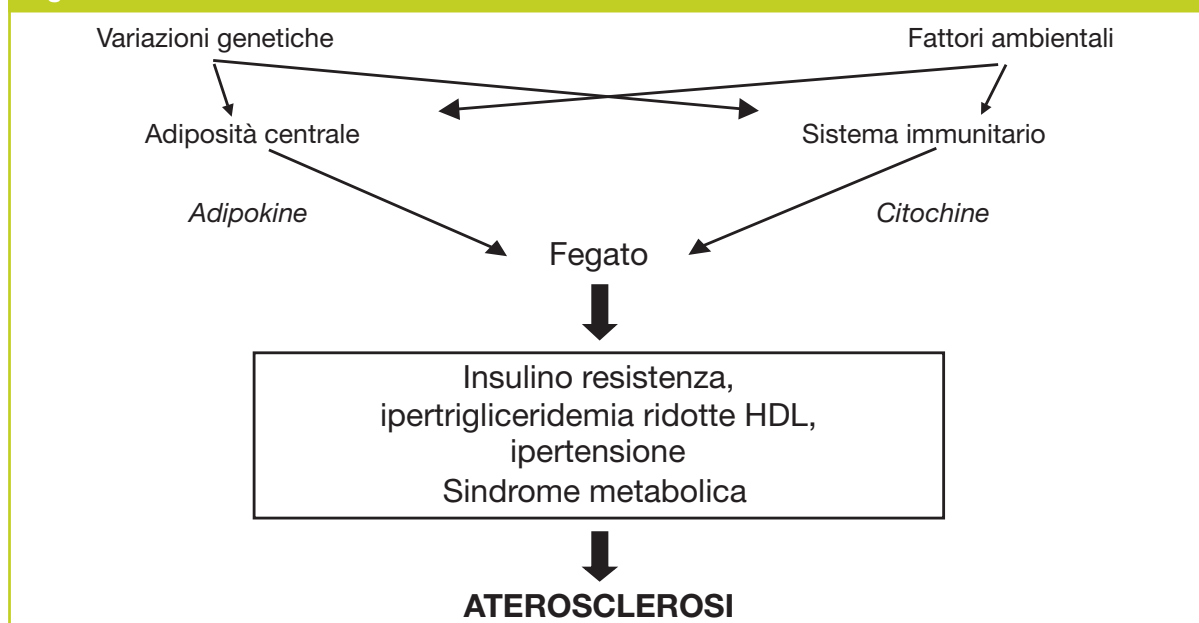 Variazioni genetiche
Fattori ambientali
Adiposità centrale
Sistema immunitario
Adipokine
Citochine
Fegato
Insulino resistenza,
ipertrigliceridemia ridotte HDL,
ipertensione
Sindrome metabolica
ATEROSCLEROSI